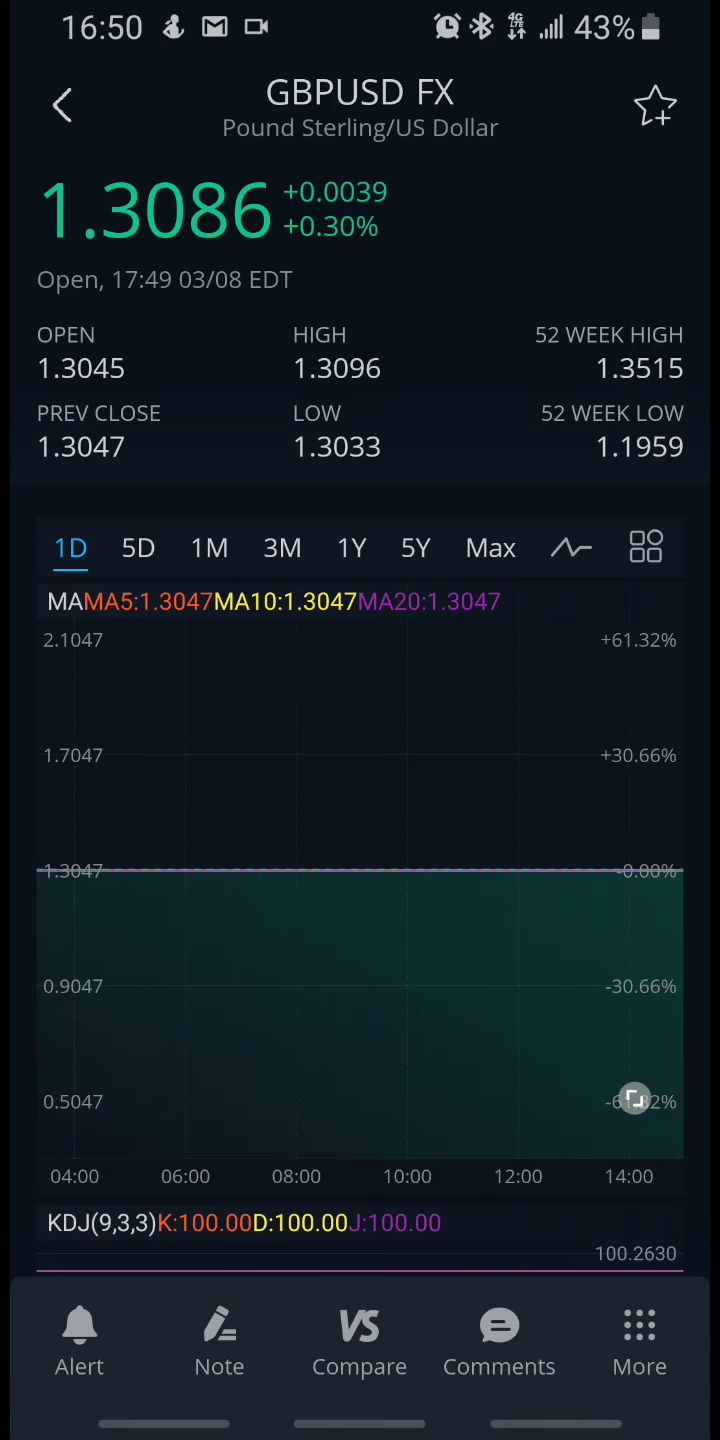 16:50 4G LTE 43%
GBPUSD FX
Pound Sterling/US Dollar
1.3086 +0.0039
+0.30%
Open, 17:49 03/08 EDT
OPEN HIGH 52 WEEK HIGH
1.3045 1.3096 1.3515
PREV CLOSE LOW 52 WEEK LOW
1.3047 1.3033 1.1959
1D 5D 1M 3M 1Y 5Y Max
MAMA5:1.3047MA10:1.3047MA20:1.3047
2.1047 +61.32%
1.7047 +30.66%
1.3047 -0.00%
0.9047 -30.66%
0.5047
04:00 06:00 08:00 10:00 12:00 14:00
KDJ(9,3,3)K:100.00D:100.00J:100.00
100.2630
VS
Alert Note Compare Comments More